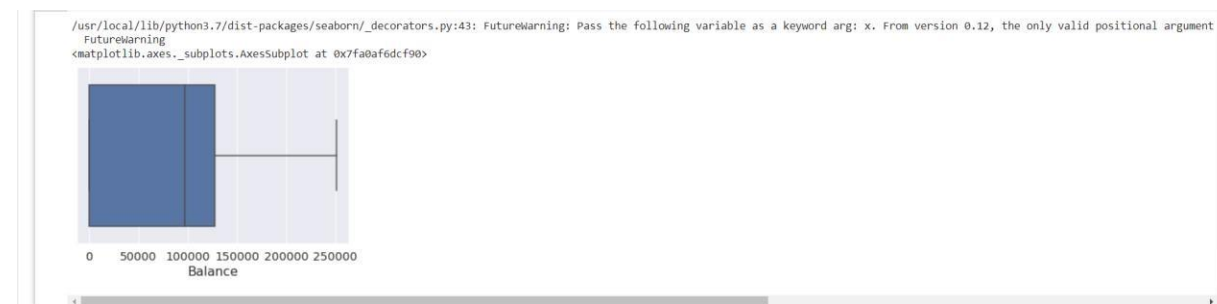 /usr/local/lib/python3.7/dist-packages/seaborn/_decorators.py:43: FutureWarning: Pass the following variable as a keyword arg: x. From version 0.12, the only valid positional argument
FutureWarning
<matplotlib.axes._subplots.AxesSubplot at 0x7fa0af6dcf90>
0 50000 100000 150000 200000 250000
Balance